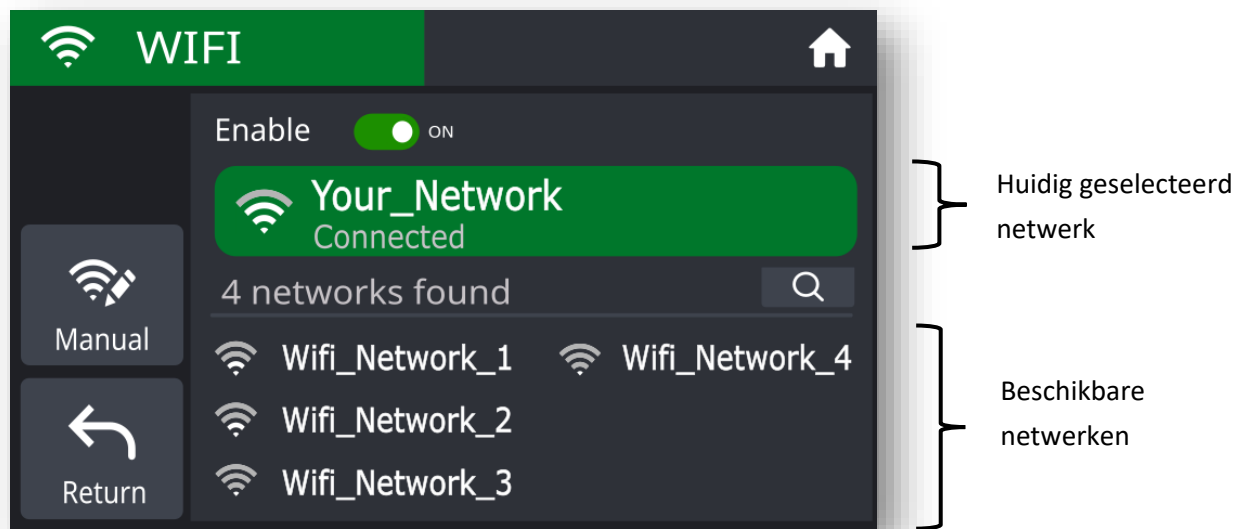 WIFI
Enable ON
Your_Network
Connected
Huidig geselecteerd
netwerk
4 networks found
Manual
Wifi_Network_1 Wifi_Network_4
Wifi_Network_2
Wifi_Network_3
Return
Beschikbare
netwerken